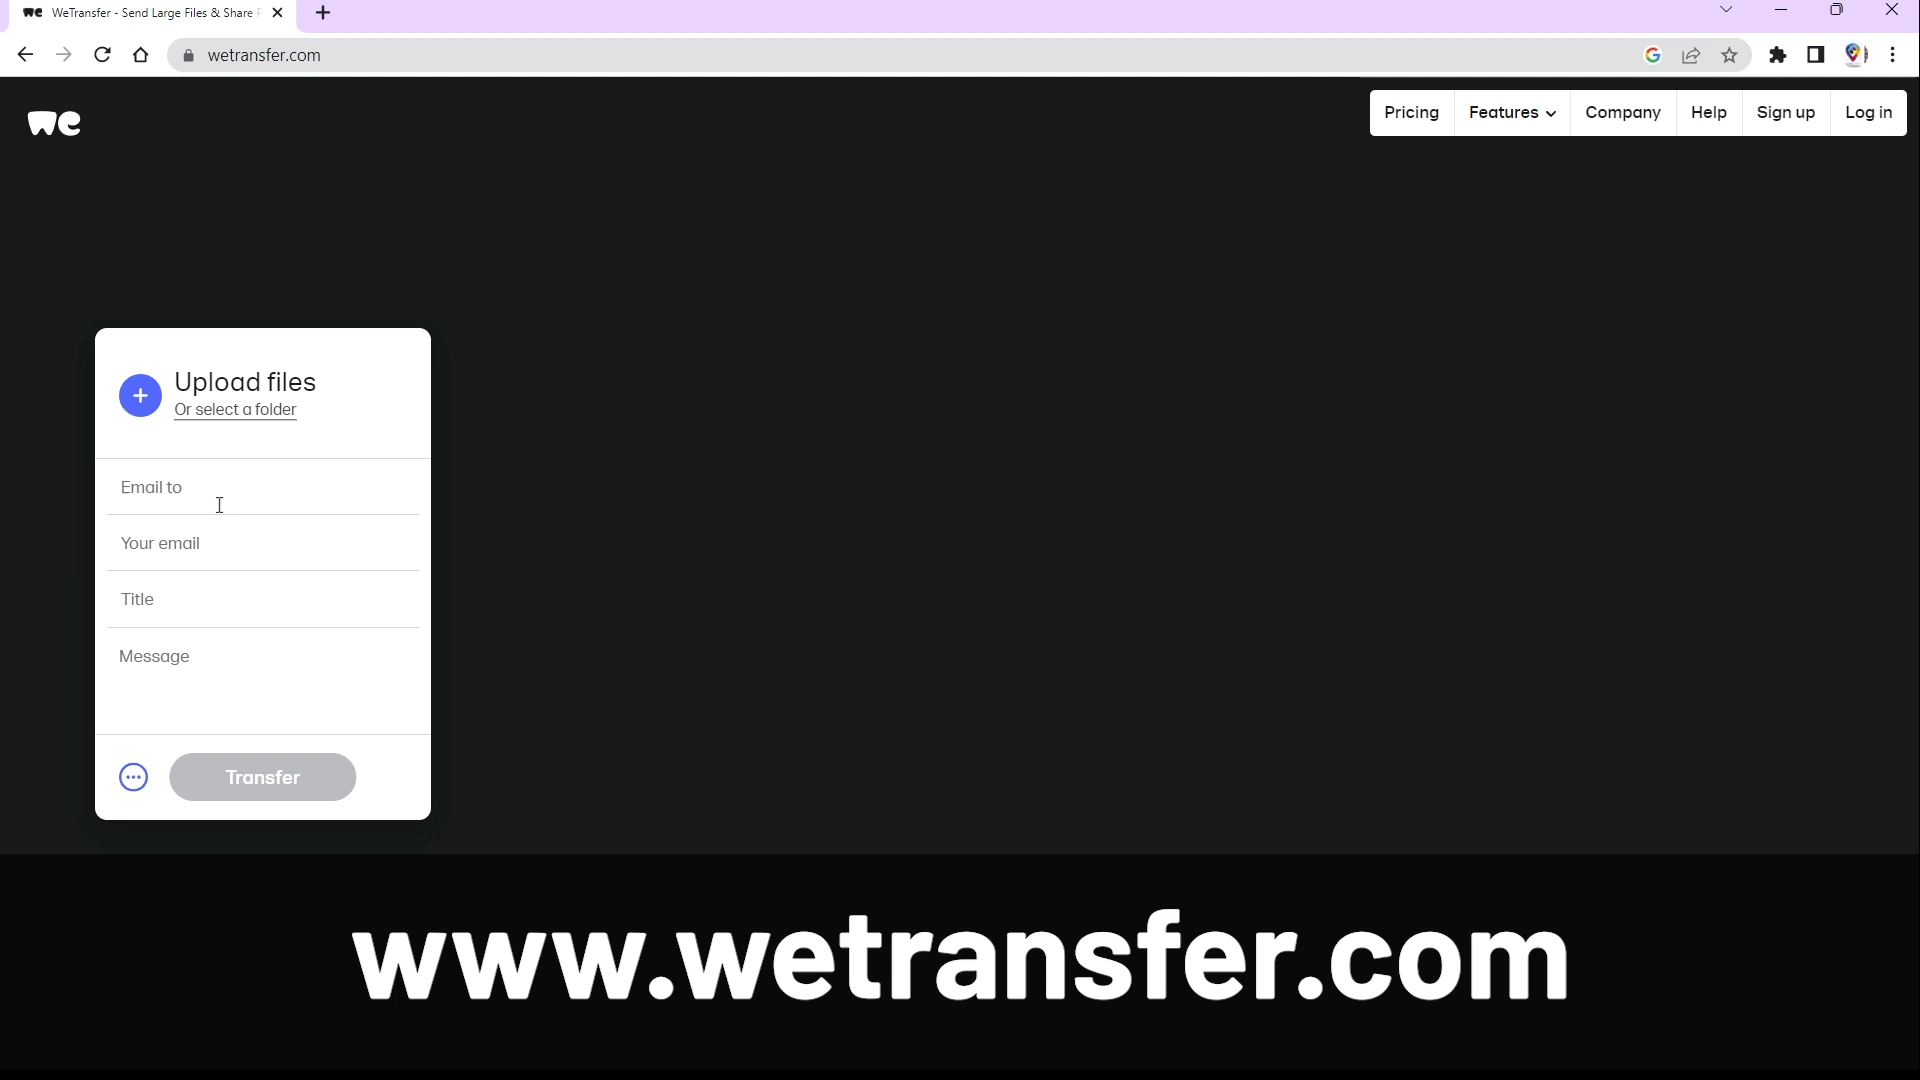 WeTransfer - Send Large Files & Share
wetransfer.com
we
Pricing
Features
Company
Help
Sign up
Log in
Upload files
Or select a folder
Email to
Your email
Title
Message
Transfer
www.wetransfer.com